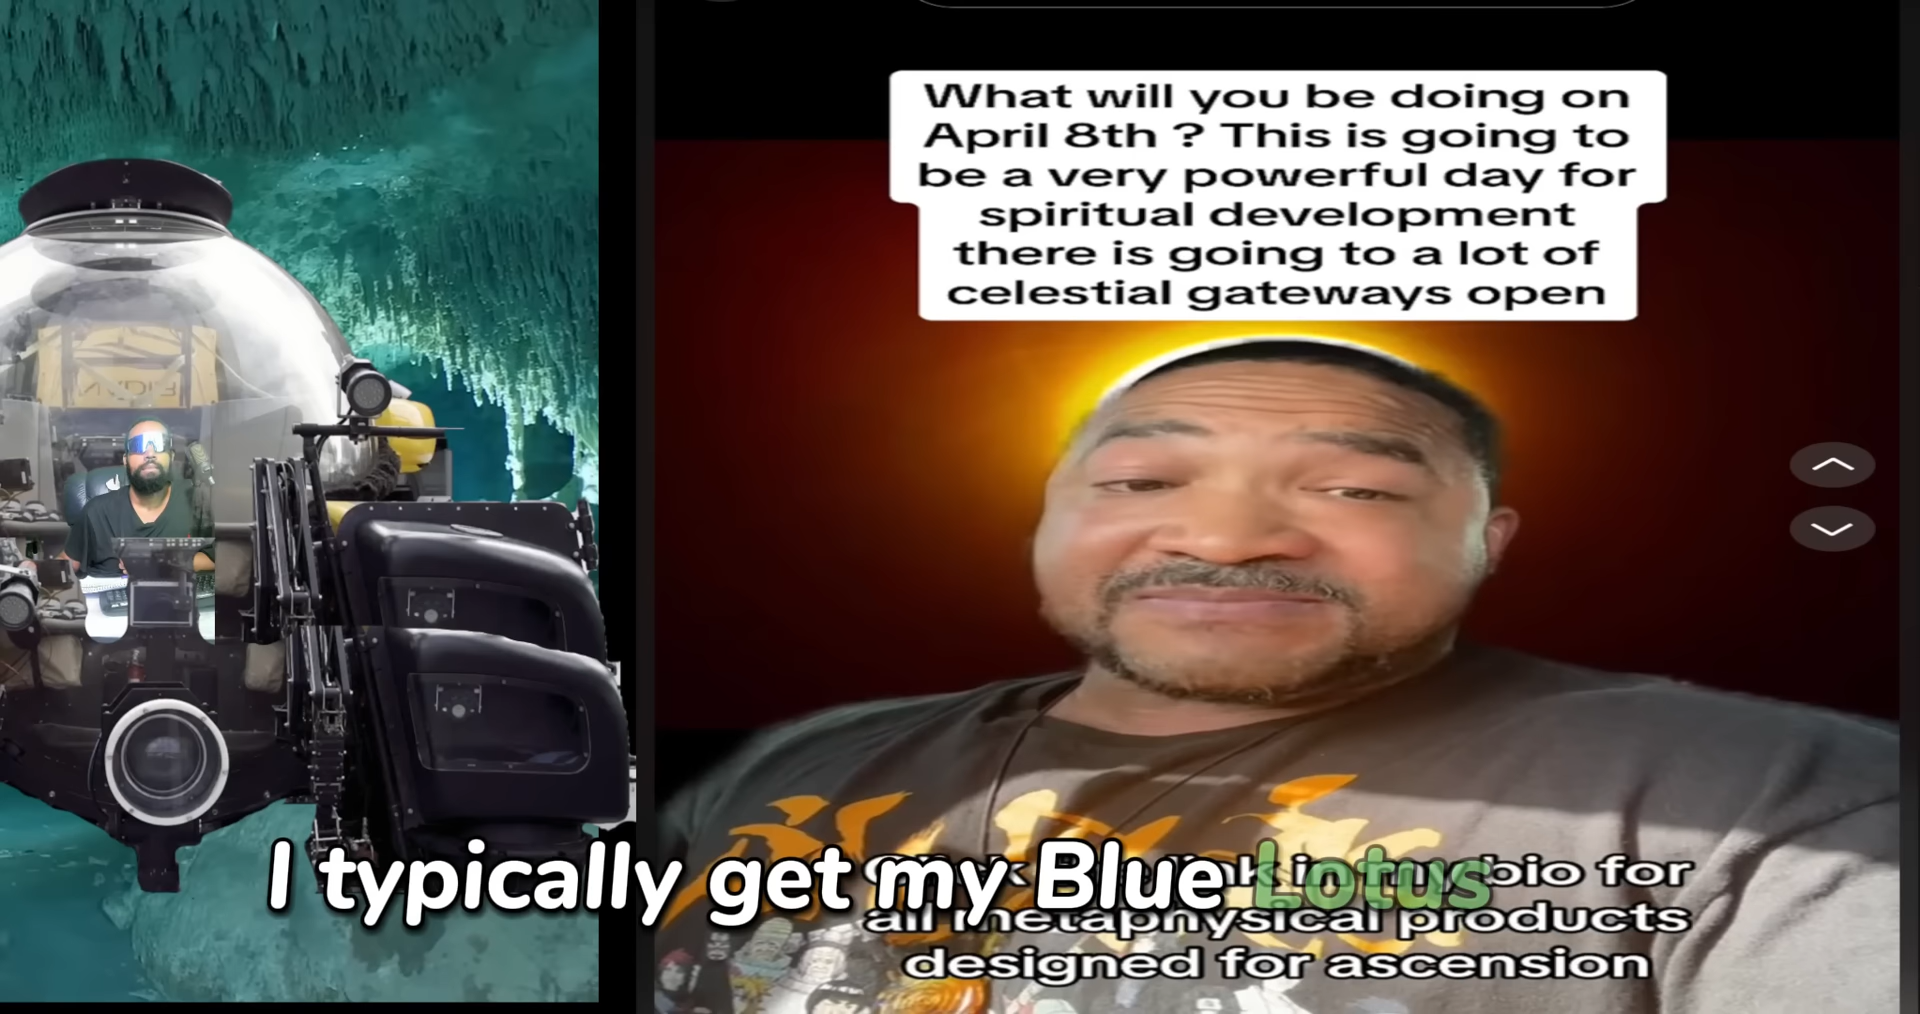 What will you be doing on
April 8th ? This is going to
be a very powerful day for
spiritual development
there is going to a lot of
celestial gateways open
I typically get my Blue Lotus
in my bio for
all metaphysical products
designed for ascension